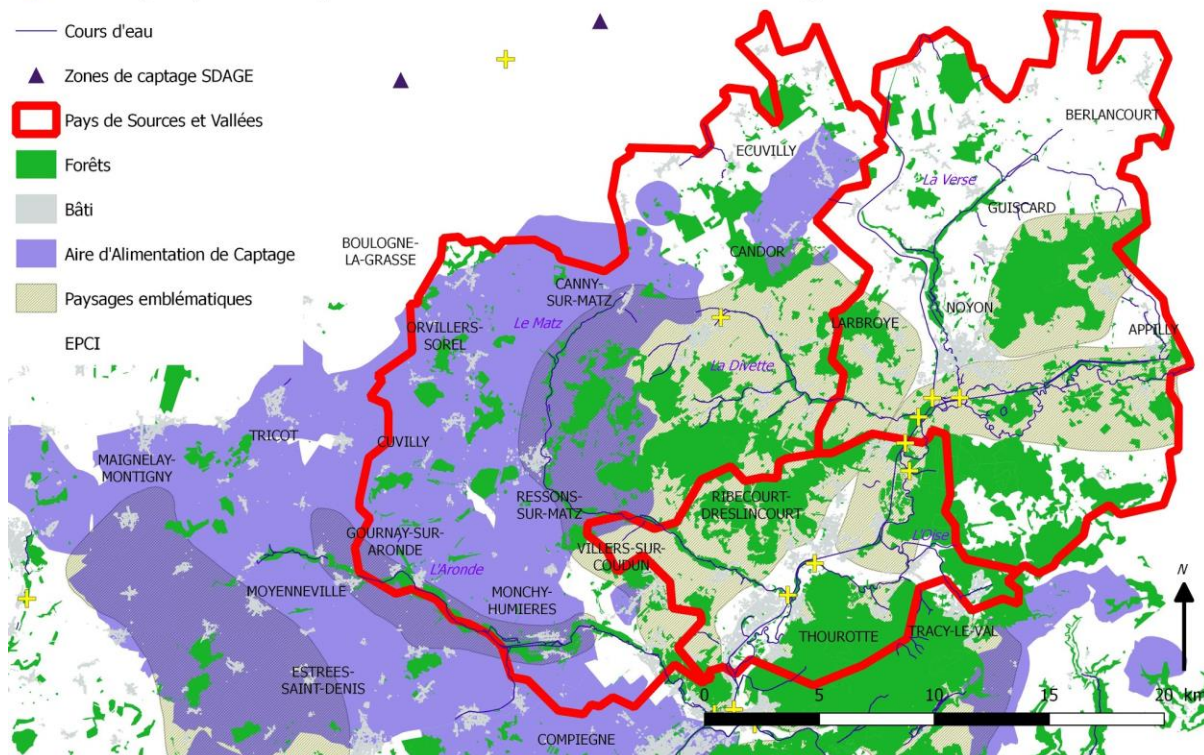 Cours d'eau
Zones de captage SDAGE
Pays de Sources et Vallées
Forêts
Bâti
Aire d'Alimentation de Captage
Paysages emblématiques
EPCI
BERLANCOURT
ECUVILLY
La Verse
GUISCARD
BOULOGNE-
LA-GRASSE
CANDOR
CANNY-
SUR-MATZ
NOYON
Le Matz
LARBROYE
ORVILLERS-
SOREL
APPILLY
La Divette
TRICOT
CUVILLY
MAIGNELAY-
MONTIGNY
RESSONS-
SUR-MATZ
RIBECOURT-
DRESLINCOURT
GOURNAY-SUR-
ARONDE
L'Oise
VILLERS-SUR-
COUDUN
L'Aronde
MOYENNEVILLE
MONCHY-
HUMIERES
N
THOUROTTE
TRACY-LE-VAL
ESTREES-
SAINT-DENIS
0 5 10 15 20 km
COMPIEGNE